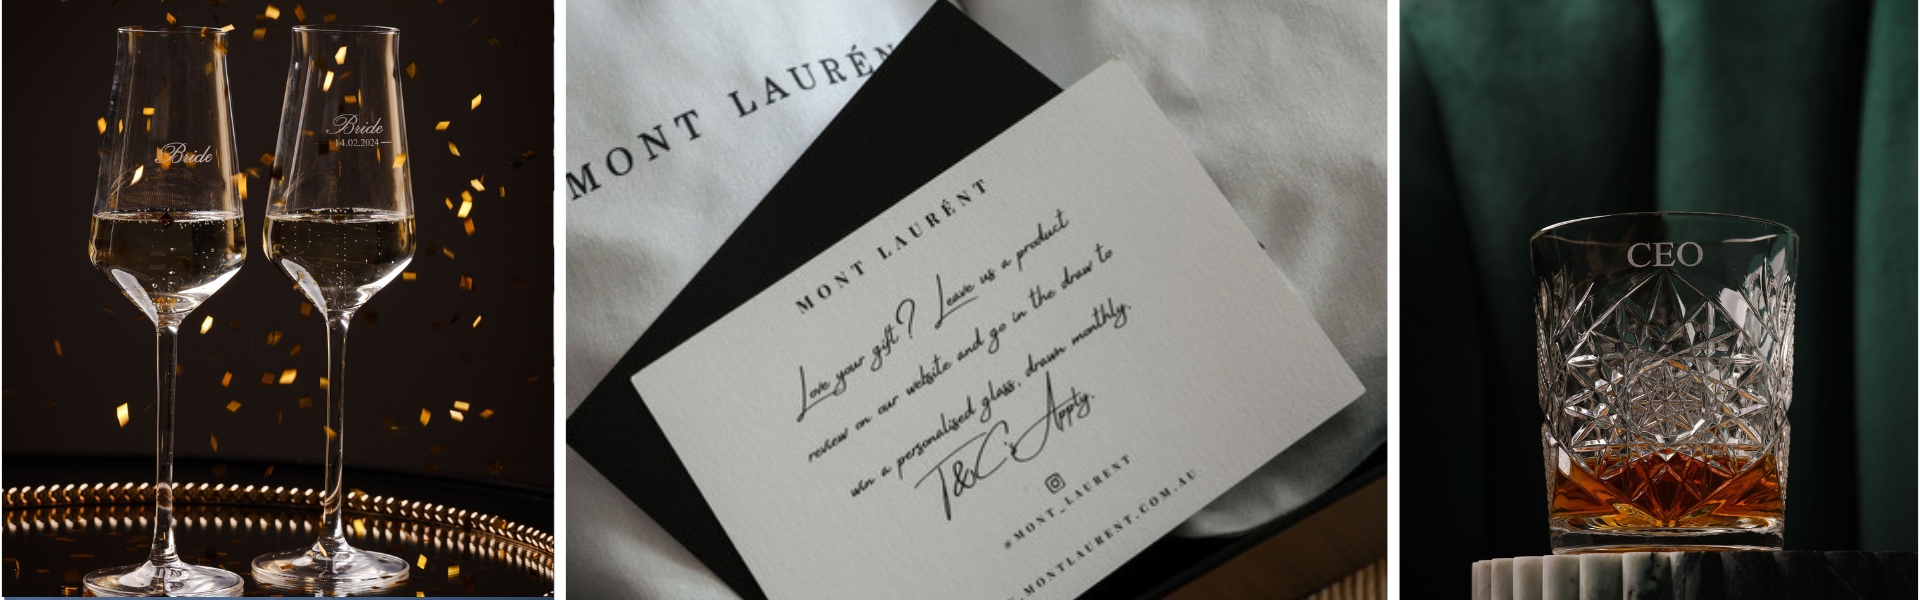 Bride
Bride
14.02.2024
MONT LAURÉN
MONT LAURÉNT
Love your gift? Leave us a product
review on our website and go in the draw to
win a personalised glass, drawn monthly.
T&C's Apply.
@MONT_LAURENT
.MONTLAURENT.COM.AU
CEO